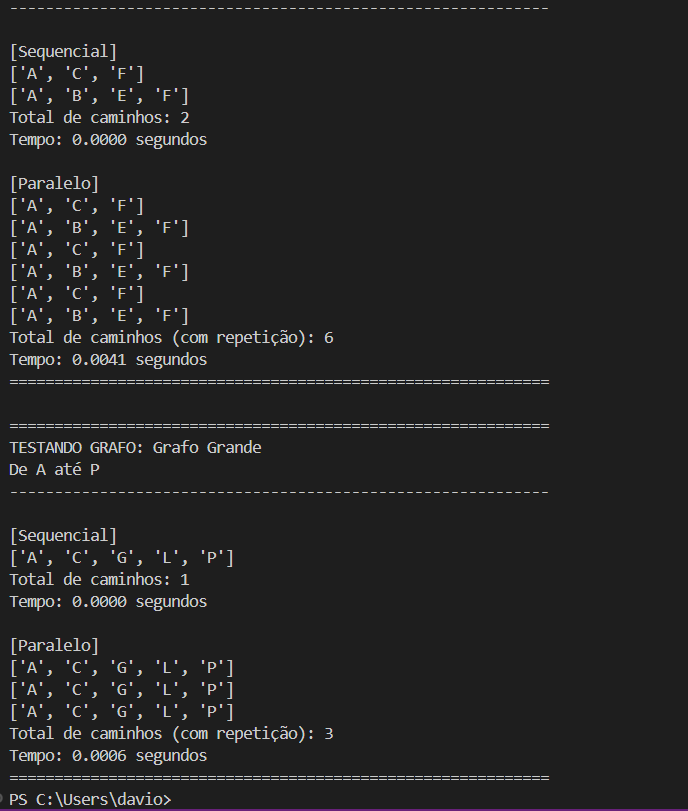 ------------------------------------------------------------
[Sequencial]
['A', 'C', 'F']
['A', 'B', 'E', 'F']
Total de caminhos: 2
Tempo: 0.0000 segundos
[Paralelo]
['A', 'C', 'F']
['A', 'B', 'E', 'F']
['A', 'C', 'F']
['A', 'B', 'E', 'F']
['A', 'C', 'F']
['A', 'B', 'E', 'F']
Total de caminhos (com repetição): 6
Tempo: 0.0041 segundos
============================================================
============================================================
TESTANDO GRAFO: Grafo Grande
De A até P
------------------------------------------------------------
[Sequencial]
['A', 'C', 'G', 'L', 'P']
Total de caminhos: 1
Tempo: 0.0000 segundos
[Paralelo]
['A', 'C', 'G', 'L', 'P']
['A', 'C', 'G', 'L', 'P']
['A', 'C', 'G', 'L', 'P']
Total de caminhos (com repetição): 3
Tempo: 0.0006 segundos
============================================================
PS C:\Users\davio>